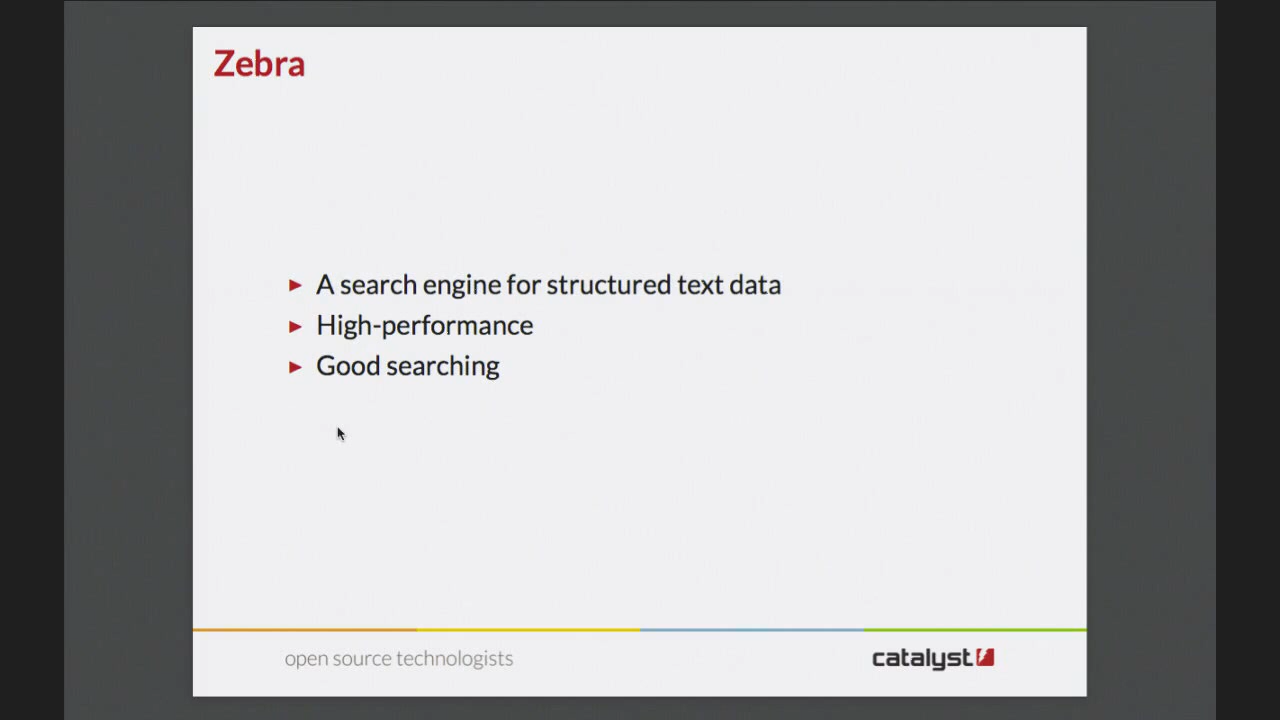 Zebra
A search engine for structured text data
High-performance
Good searching
open source technologists
catalyst